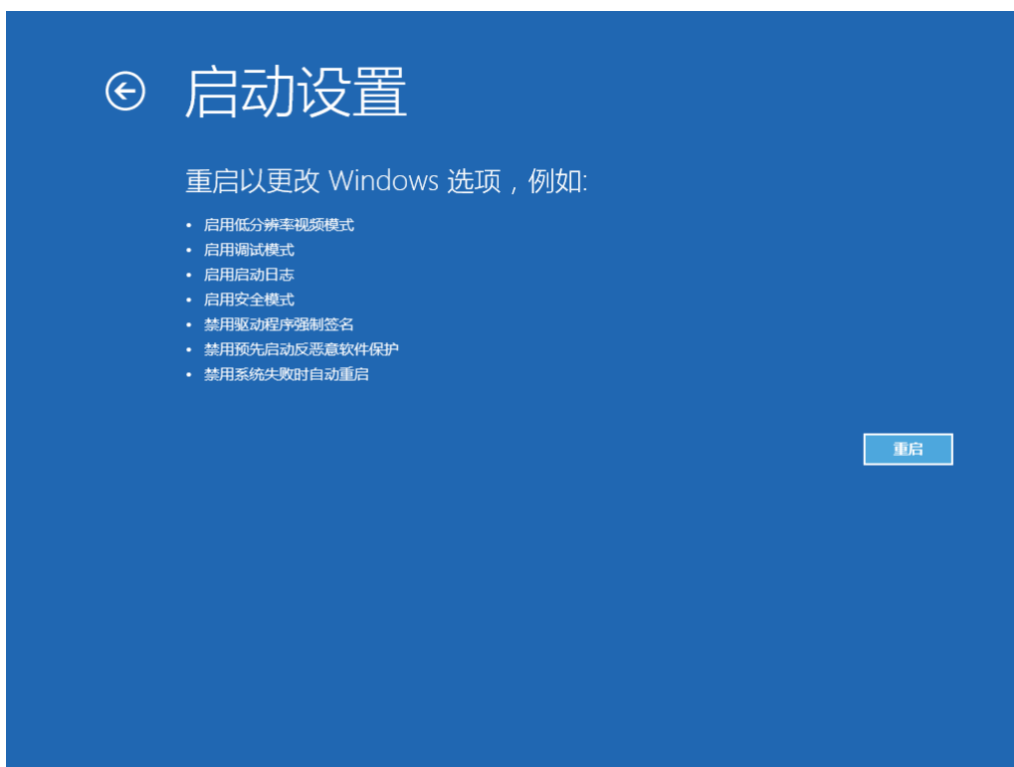 启动设置
重启以更改 Windows 选项，例如:
• 启用低分辨率视频模式
• 启用调试模式
• 启用启动日志
• 启用安全模式
• 禁用驱动程序强制签名
• 禁用预先启动反恶意软件保护
• 禁用系统失败时自动重启
重启